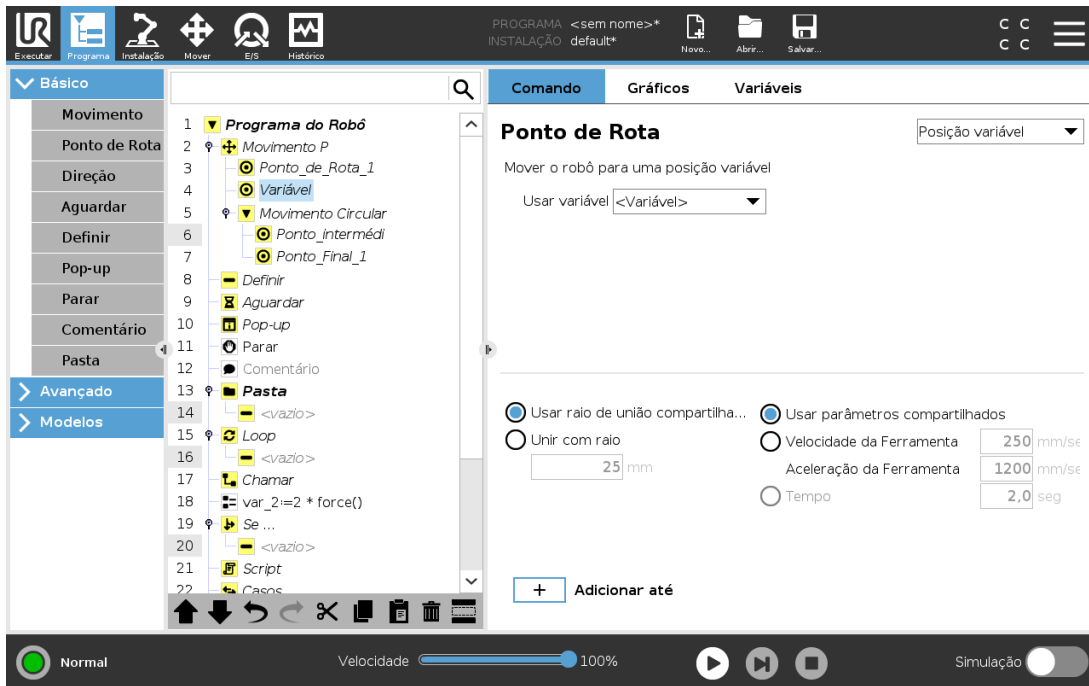 PROGRAMA <sem nome>*
INSTALAÇÃO default*
Executar
Programa
Instalação
Mover
E/S
Histórico
Novo...
Abrir...
Salvar...
C C
C C
Básico
Movimento
Ponto de Rota
Direção
Aguardar
Definir
Pop-up
Parar
Comentário
Pasta
Avançado
Modelos
1 Programa do Robô
2 Movimento P
3 Ponto_de_Rota_1
4 Variável
5 Movimento Circular
6 Ponto_intermédi
7 Ponto_Final_1
8 Definir
9 Aguardar
10 Pop-up
11 Parar
12 Comentário
13 Pasta
14 <vazio>
15 Loop
16 <vazio>
17 Chamar
18 var_2:=2 * force()
19 Se ...
20 <vazio>
21 Script
22 Casos
Comando Gráficos Variáveis
Ponto de Rota
Posição variável
Mover o robô para uma posição variável
Usar variável <Variável>
Usar raio de união compartilha...
Unir com raio
25 mm
Usar parâmetros compartilhados
Velocidade da Ferramenta 250 mm/se
Aceleração da Ferramenta 1200 mm/se
Tempo 2,0 seg
+ Adicionar até
Normal
Velocidade 100%
Simulação